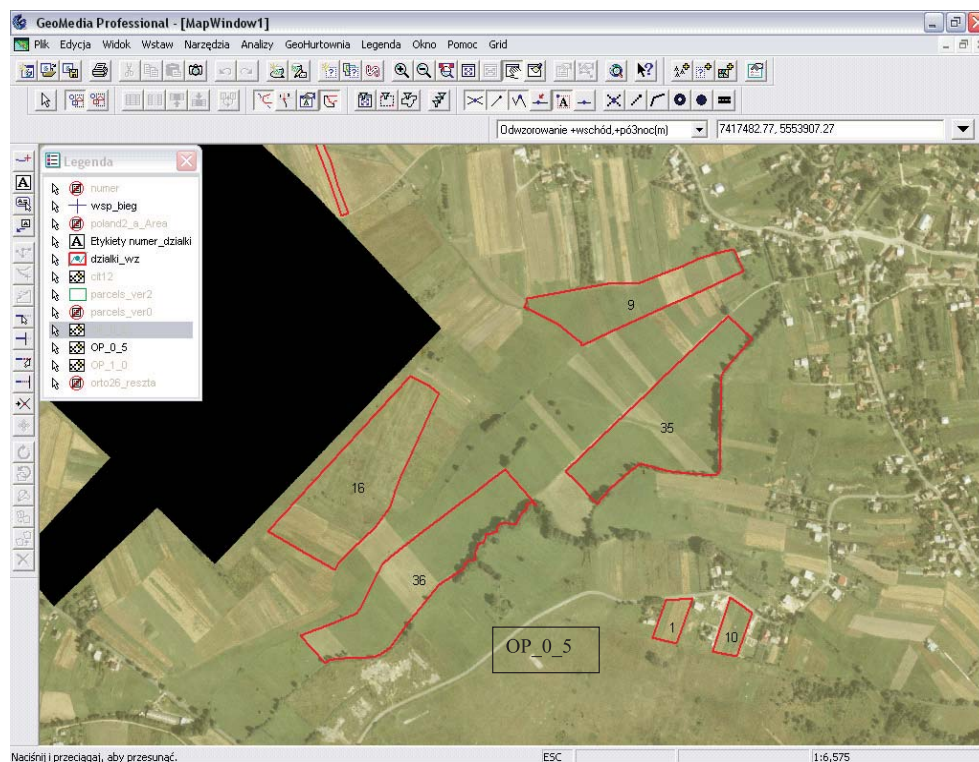 GeoMedia Professional - [MapWindow1]
Plik Edycja Widok Wstaw Narzędzia Analizy GeoHurtownia Legenda Okno Pomoc Grid
Odwzorowanie +wschód,+pó3noc(m) 7417482.77, 5553907.27
Legenda
numer
wsp_bieg
poland2_a_Area
Etykiety numer_dzialki
dzialki_wz
cit12
parcels_ver2
parcels_ver0
OP_0_5
OP_1_0
orto26_reszta
9
35
16
36
1
10
OP_0_5
Naciśnij i przeciągaj, aby przesunąć. ESC 1:6,575